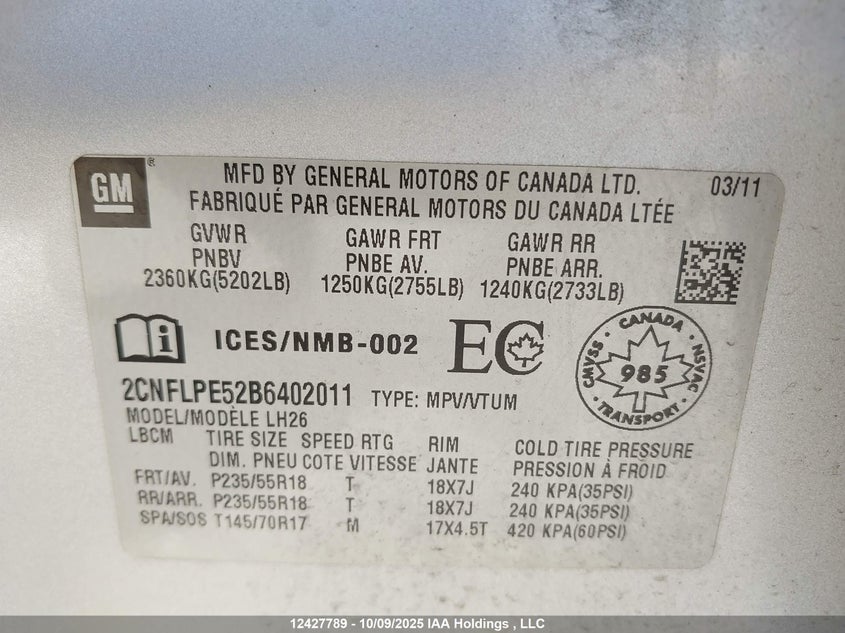 GM ®
MFD BY GENERAL MOTORS OF CANADA LTD. 03/11
FABRIQUÉ PAR GENERAL MOTORS DU CANADA LTÉE
GVWR GAWR FRT GAWR RR
PNBV PNBE AV. PNBE ARR.
2360KG(5202LB) 1250KG(2755LB) 1240KG(2733LB)
i ICES/NMB-002 EC
CANADA
CMVSS 985 NSVAC
TRANSPORT
2CNFLPE52B6402011 TYPE: MPV/VTUM
MODEL/MODÈLE LH26
LBCM TIRE SIZE SPEED RTG RIM COLD TIRE PRESSURE
DIM. PNEU COTE VITESSE JANTE PRESSION À FROID
FRT/AV. P235/55R18 T 18X7J 240 KPA(35PSI)
RR/ARR. P235/55R18 T 18X7J 240 KPA(35PSI)
SPA/SOS T145/70R17 M 17X4.5T 420 KPA(60PSI)
12427789 - 10/09/2025 IAA Holdings , LLC